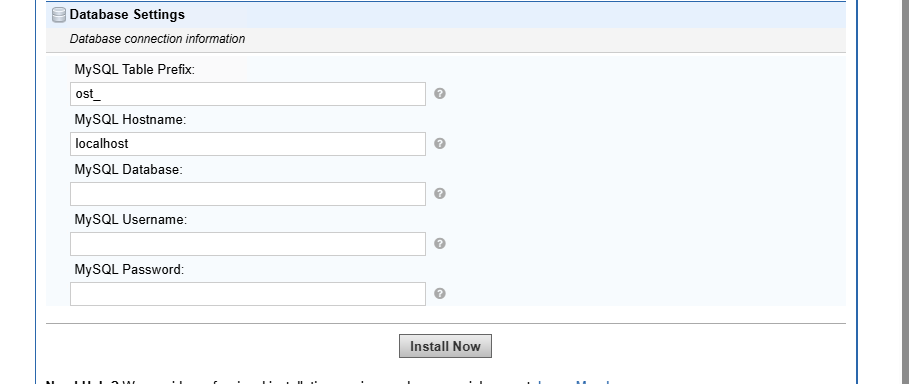 Database Settings
Database connection information
MySQL Table Prefix:
ost_
?
MySQL Hostname:
localhost
?
MySQL Database:
?
MySQL Username:
?
MySQL Password:
?
Install Now